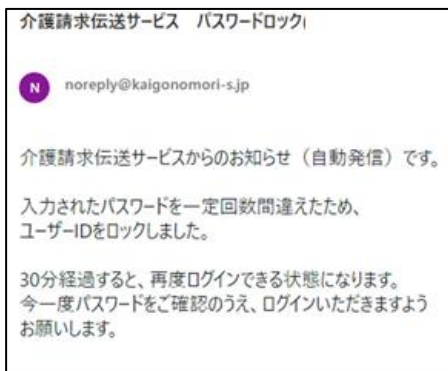 介護請求伝送サービス　パスワードロック
N
noreply@kaigonomori-s.jp
介護請求伝送サービスからのお知らせ（自動発信）です。
入力されたパスワードを一定回数間違えたため、
ユーザーIDをロックしました。
30分経過すると、再度ログインできる状態になります。
今一度パスワードをご確認のうえ、ログインいただきますよう
お願いします。